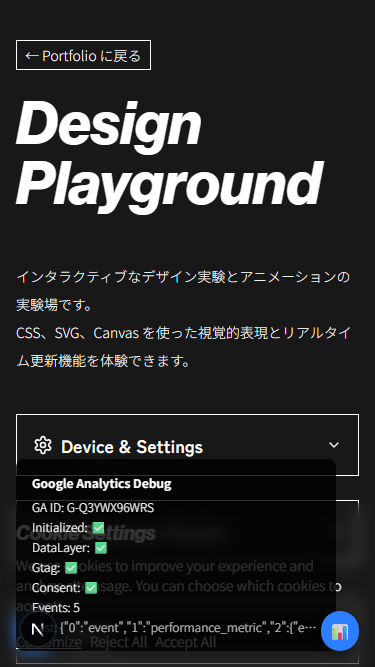 ← Portfolio に戻る
Design
Playground
インタラクティブなデザイン実験とアニメーションの
実験場です。
CSS、SVG、Canvas を使った視覚的表現とリアルタイ
ム更新機能を体験できます。
Device & Settings
Google Analytics Debug
GA ID: G-Q3YWX96WRS
Cookie Settings
Initialized: ✅
DataLayer: ✅
We use cookies to improve your experience and
Gtag: ✅
analyze usage. You can choose which cookies to
Consent: ✅
Events: 5
{"0":"event","1":"performance_metric","2":{"e…
Customize Reject All Accept All
N